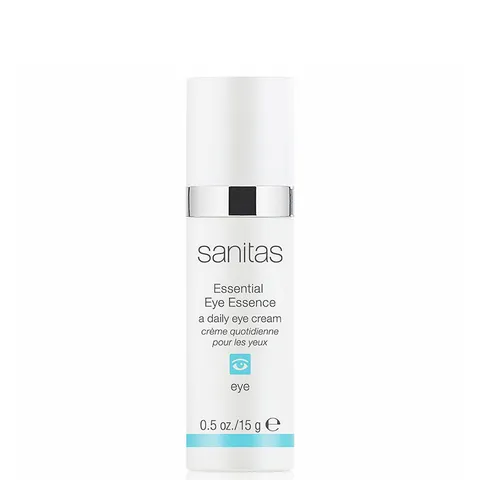 sanitas
Essential
Eye Essence
a daily eye cream
crème quotidienne
pour les yeux
eye
0.5 oz./15 g ℮